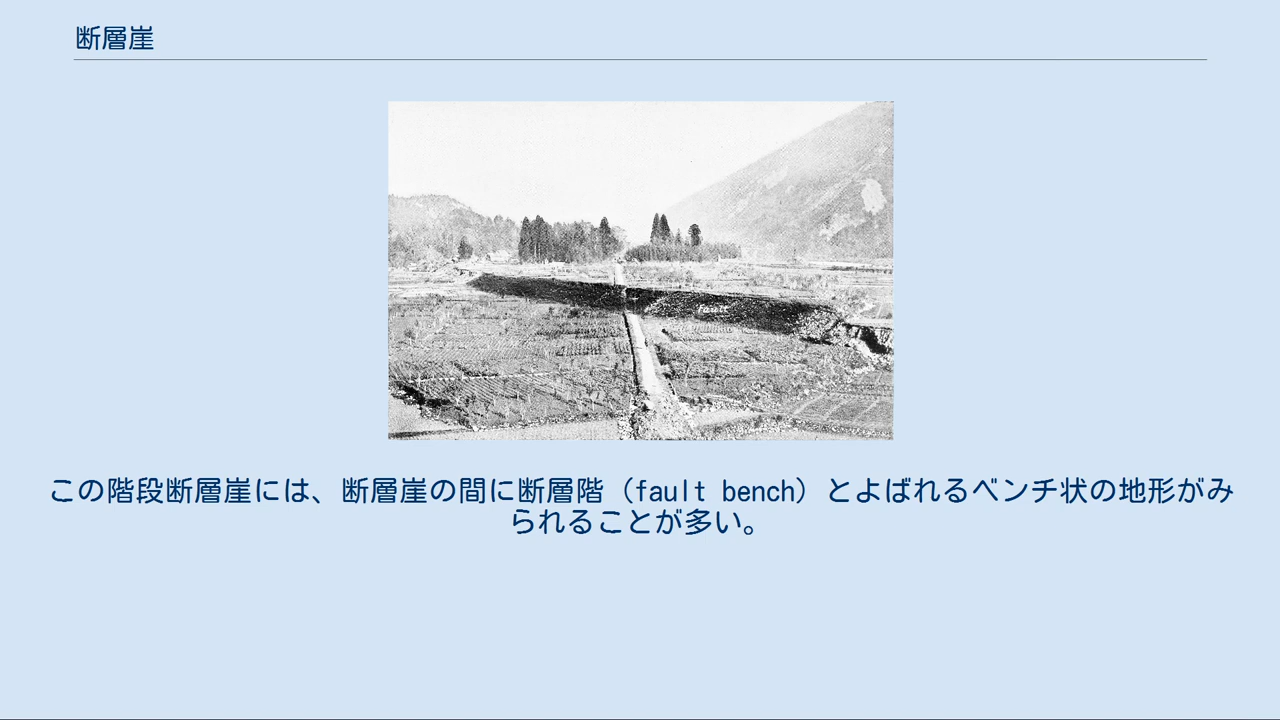 断層崖
fault
この階段断層崖には、断層崖の間に断層階（fault bench）とよばれるベンチ状の地形がみ
られることが多い。